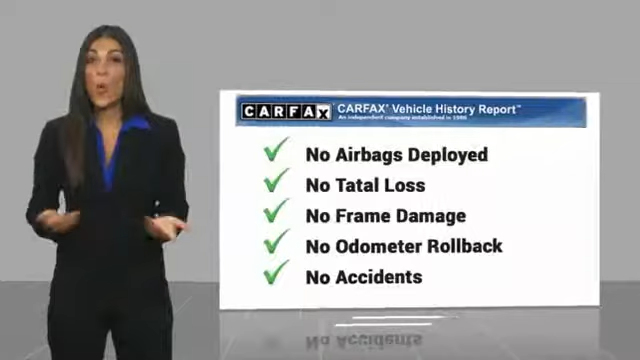 CARFAX CARFAX® Vehicle History Report™
An independent company established in 1986
No Airbags Deployed
No Tatal Loss
No Frame Damage
No Odometer Rollback
No Accidents